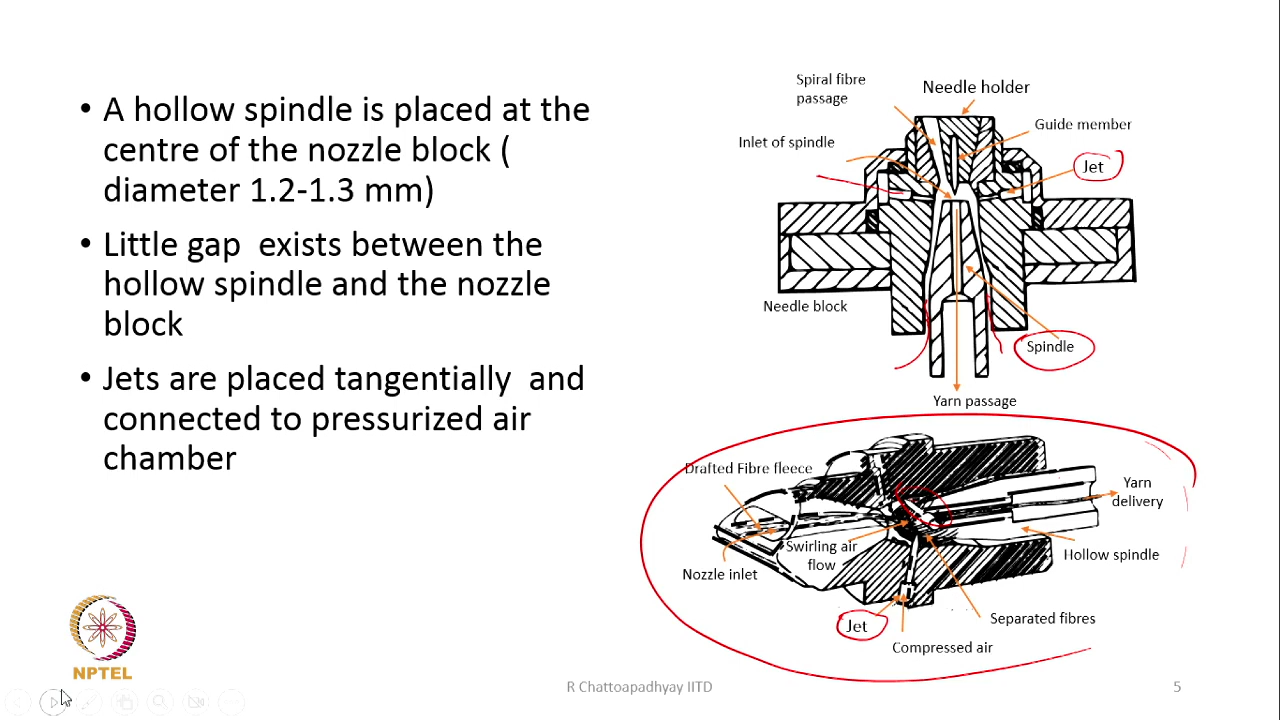 • A hollow spindle is placed at the
centre of the nozzle block (
diameter 1.2-1.3 mm)
• Little gap exists between the
hollow spindle and the nozzle
block
• Jets are placed tangentially and
connected to pressurized air
chamber
Spiral fibre
passage
Needle holder
Guide member
Inlet of spindle
Jet
Needle block
Spindle
Yarn passage
Drafted Fibre fleece
Yarn
delivery
Swirling air
flow
Hollow spindle
Nozzle inlet
Separated fibres
Jet
Compressed air
NPTEL
R Chattoapadhyay IITD
5